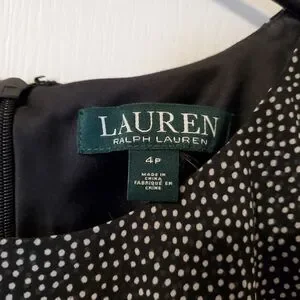 LAUREN
RALPH LAUREN
4P
MADE IN
CHINA
FABRIQUÉ EN
CHINE